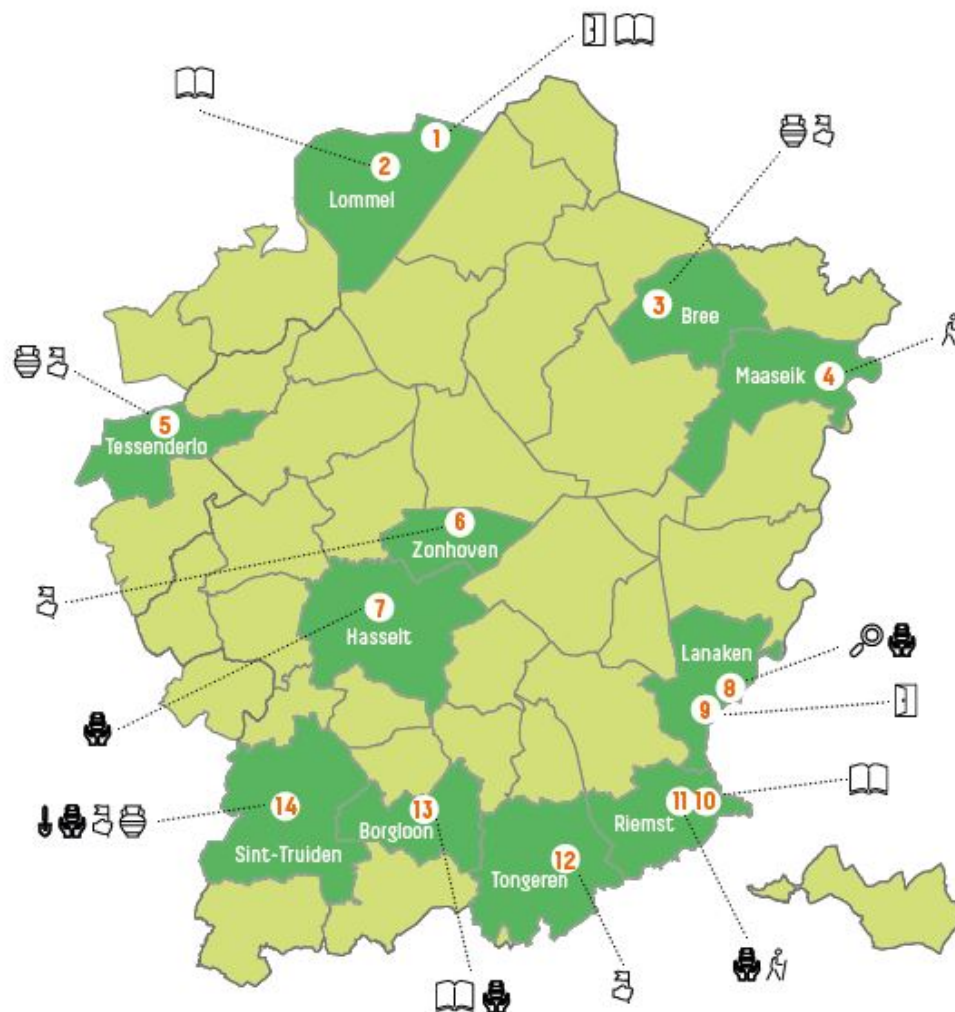 1
2
Lommel
3
Bree
Maaseik 4
5
Tessenderlo
6
Zonhoven
7
Hasselt
Lanaken
8
9
11 10
Riemst
14
13
Borgloon
Sint-Truiden
12
Tongeren